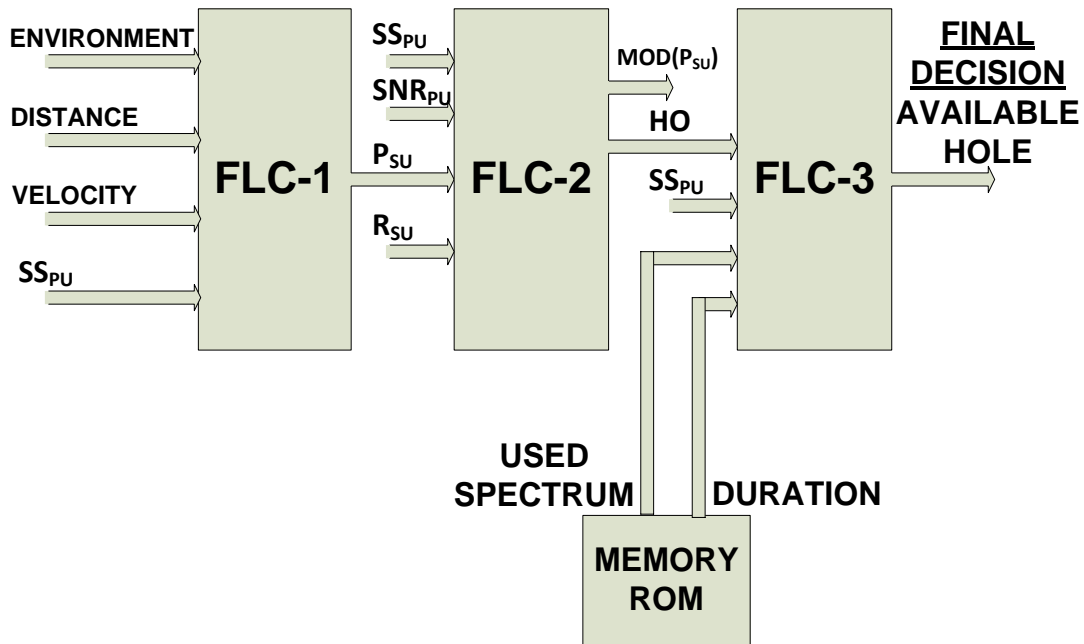 ENVIRONMENT
DISTANCE
VELOCITY
SSPU
FLC-1
SSPU
SNRPU
PSU
RSU
FLC-2
MOD(PSU)
HO
SSPU
FLC-3
FINAL
DECISION
AVAILABLE
HOLE
USED
SPECTRUM
DURATION
MEMORY
ROM